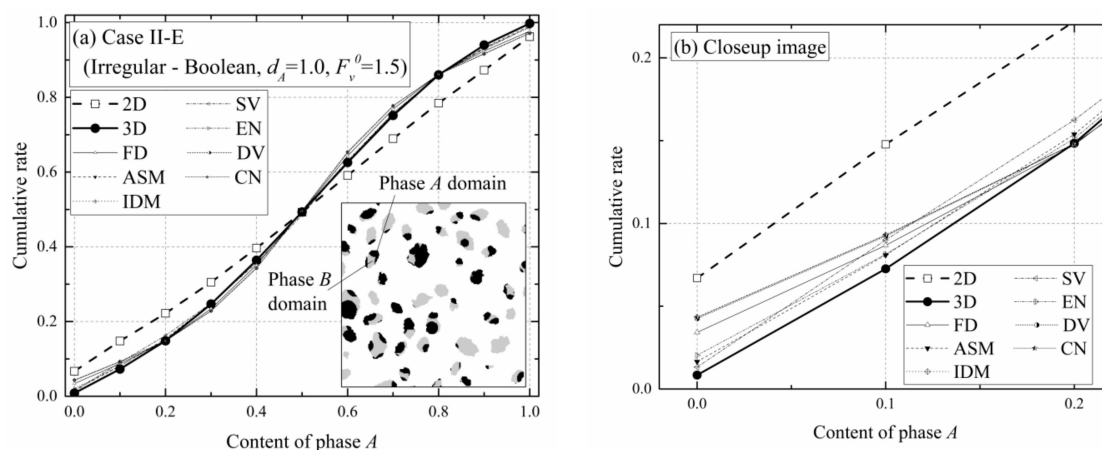 (a) Case II-E
(Irregular - Boolean, d_A=1.0, F_v^0=1.5)
2D
3D
FD
ASM
IDM
SV
EN
DV
CN
Phase A domain
Phase B
domain
Cumulative rate
1.0
0.8
0.6
0.4
0.2
0.0
0.0 0.2 0.4 0.6 0.8 1.0
Content of phase A
(b) Closeup image
2D
3D
FD
ASM
IDM
SV
EN
DV
CN
Cumulative rate
0.2
0.1
0.0
0.0 0.1 0.2
Content of phase A